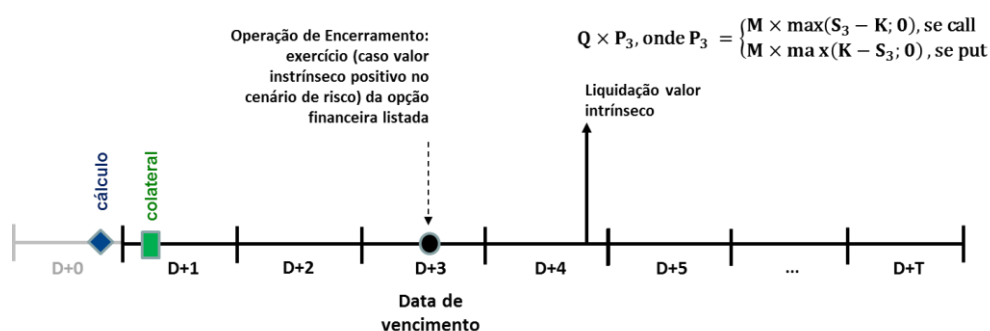 Operação de Encerramento:
exercício (caso valor
instrínseco positivo no
cenário de risco) da opção
financeira listada
Q × P₃, onde P₃ = {M × max(S₃ − K; 0), se call
M × ma x(K − S₃; 0) , se put
Liquidação valor
intrínseco
cálculo
colateral
D+0 D+1 D+2 D+3 D+4 D+5 ... D+T
Data de
vencimento